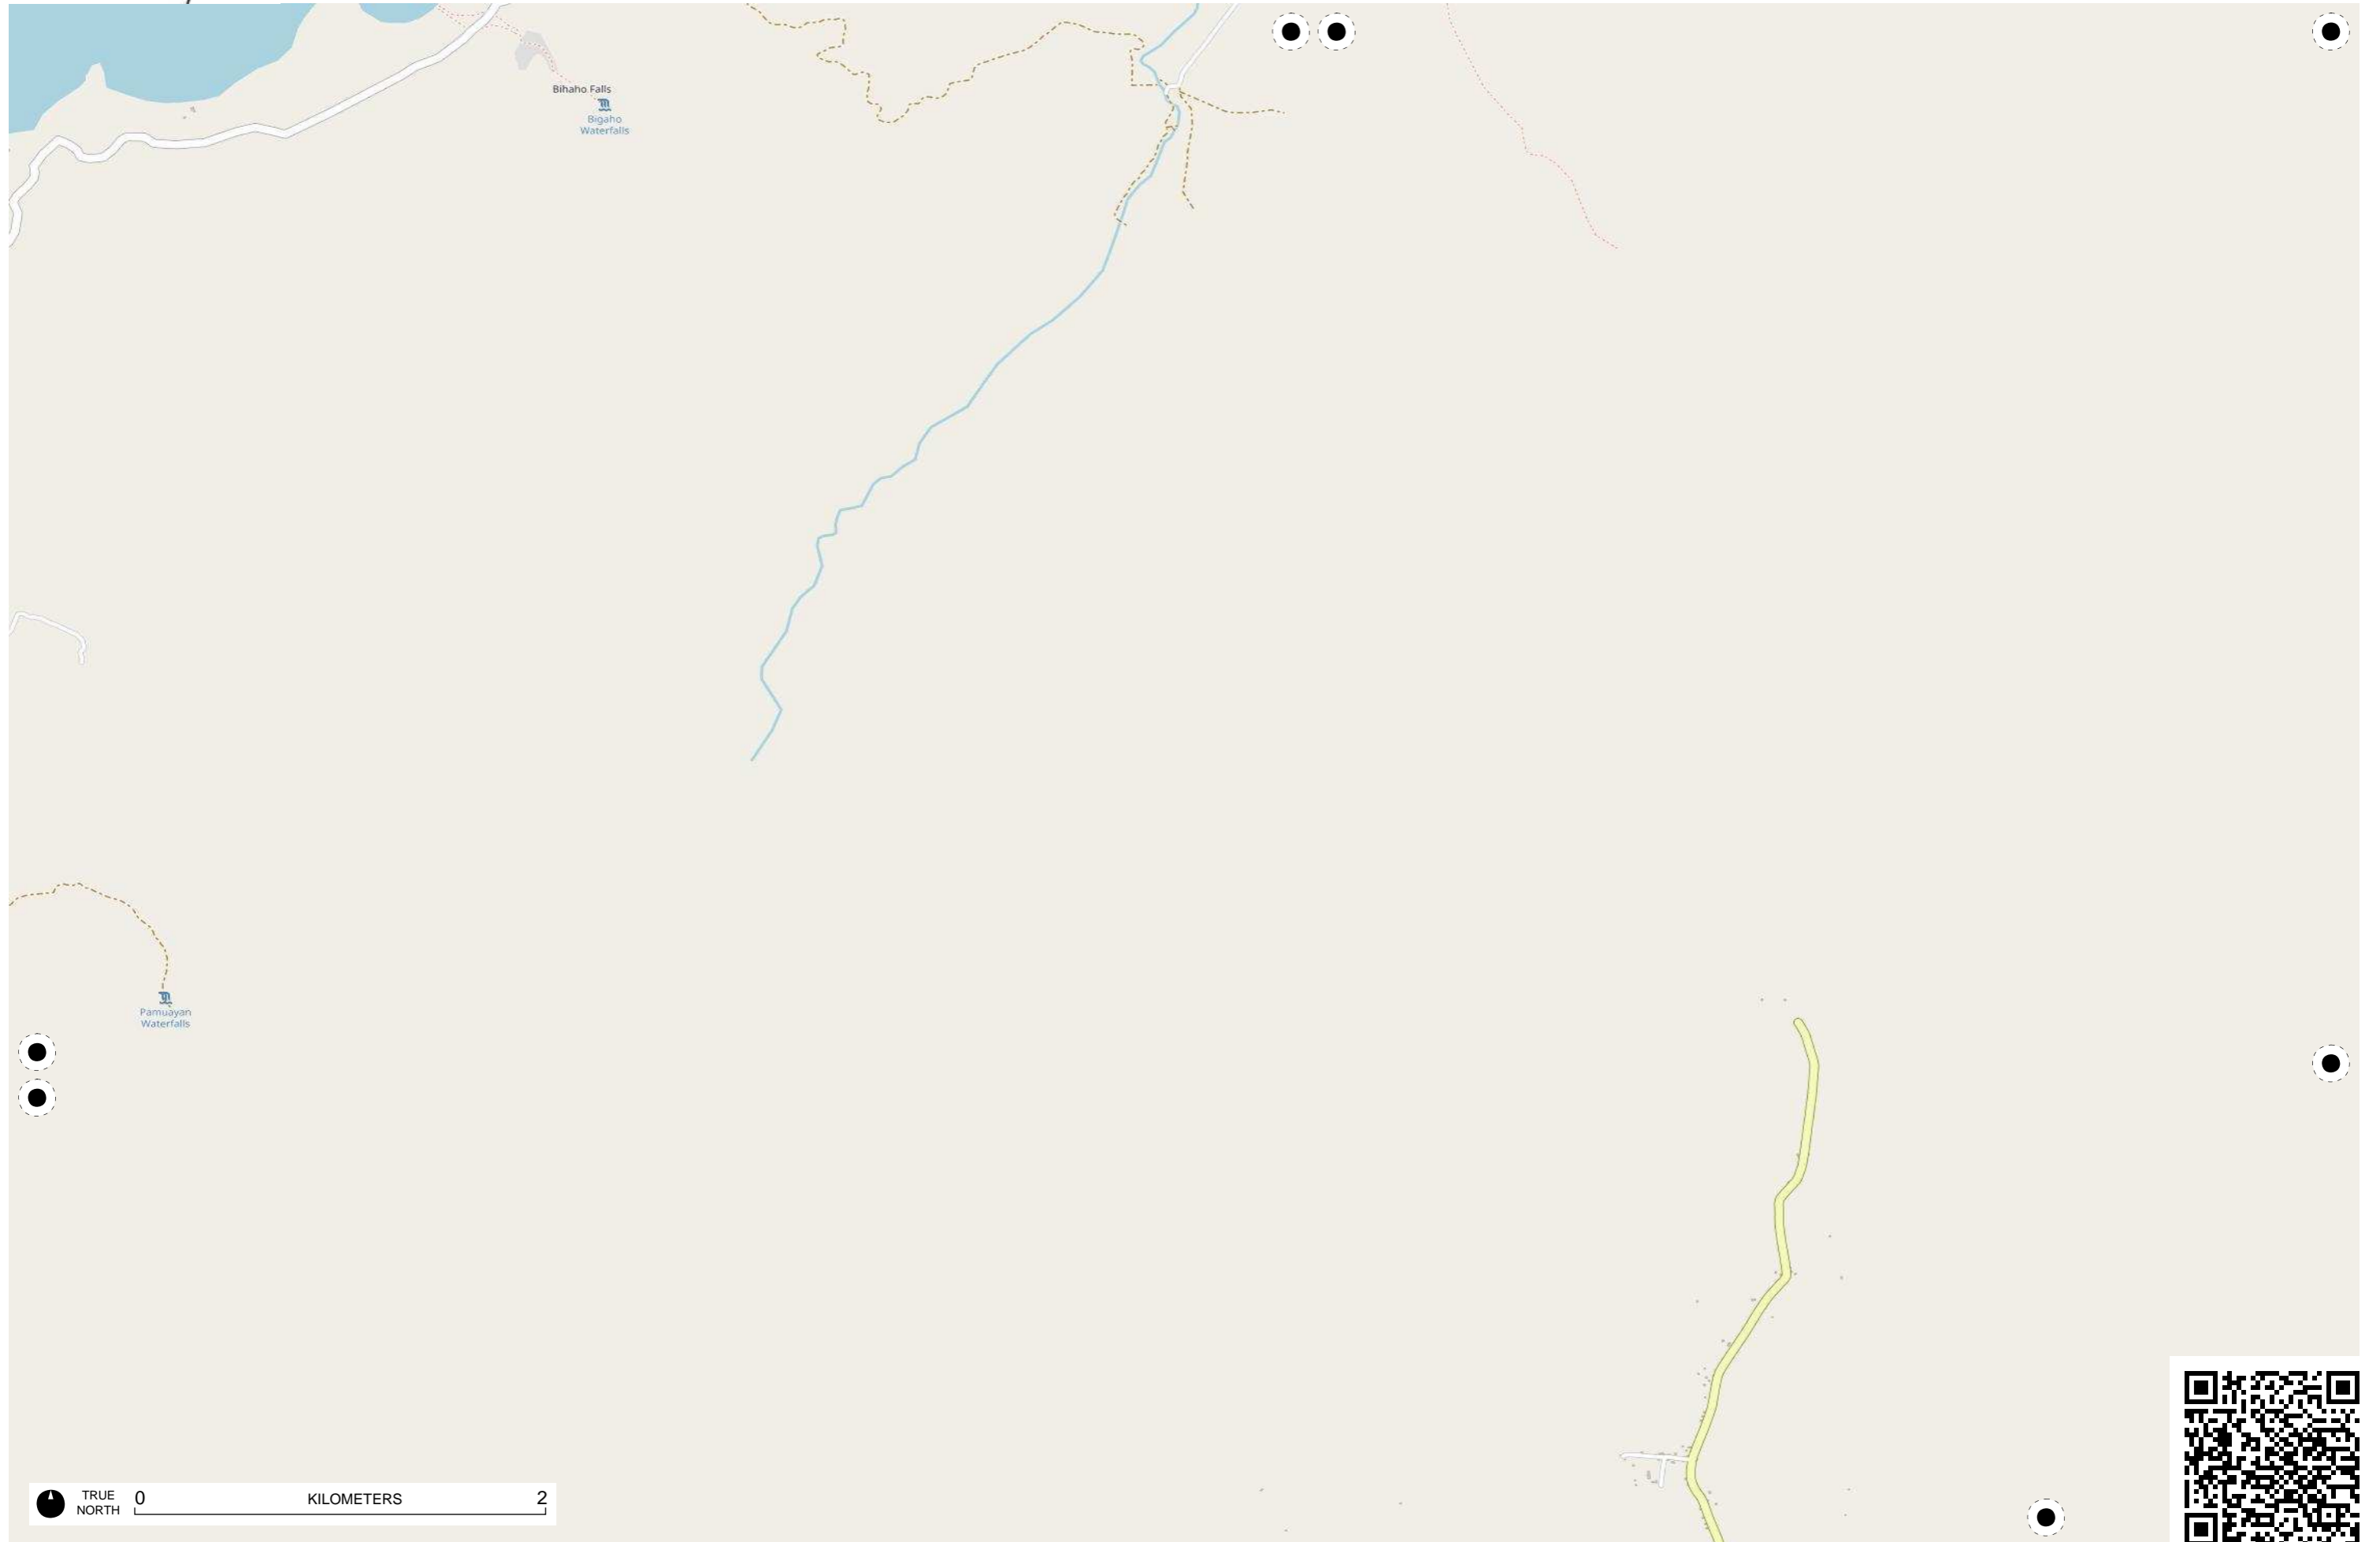 Bihaho Falls
Bigaho
Waterfalls
Pamuayan
Waterfalls
TRUE
NORTH
0
KILOMETERS
2